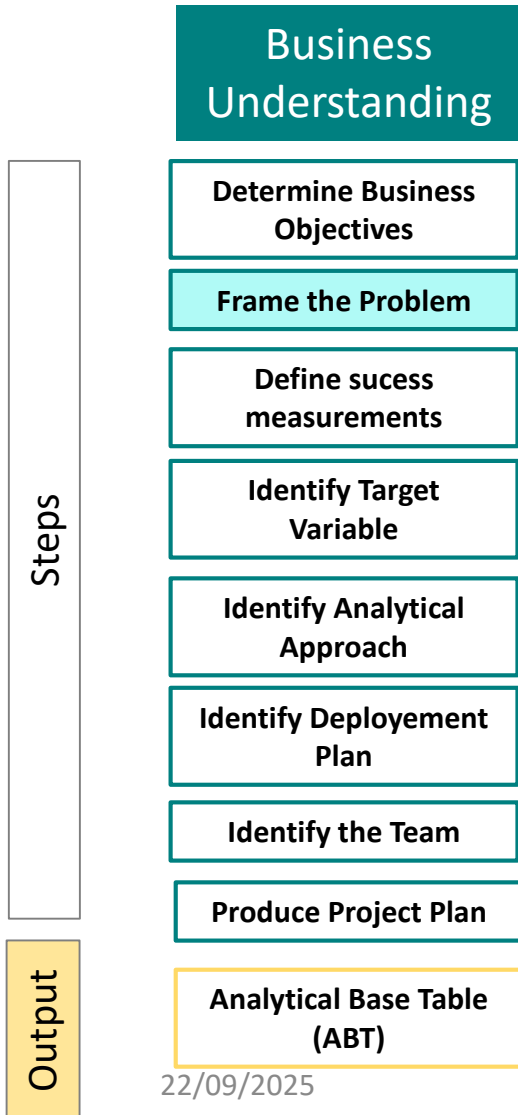 Business
Understanding
Steps
Determine Business
Objectives
Frame the Problem
Define sucess
measurements
Identify Target
Variable
Identify Analytical
Approach
Identify Deployement
Plan
Identify the Team
Produce Project Plan
Output
Analytical Base Table
(ABT)
22/09/2025